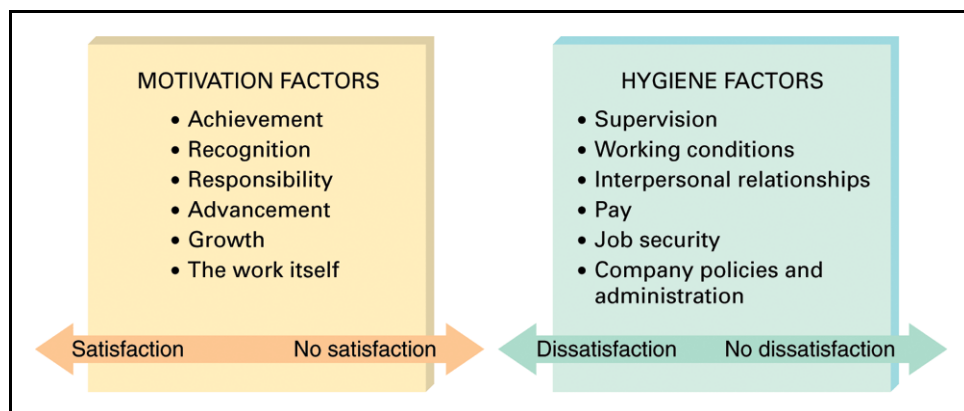 MOTIVATION FACTORS
• Achievement
• Recognition
• Responsibility
• Advancement
• Growth
• The work itself
Satisfaction No satisfaction
HYGIENE FACTORS
• Supervision
• Working conditions
• Interpersonal relationships
• Pay
• Job security
• Company policies and
administration
Dissatisfaction No dissatisfaction